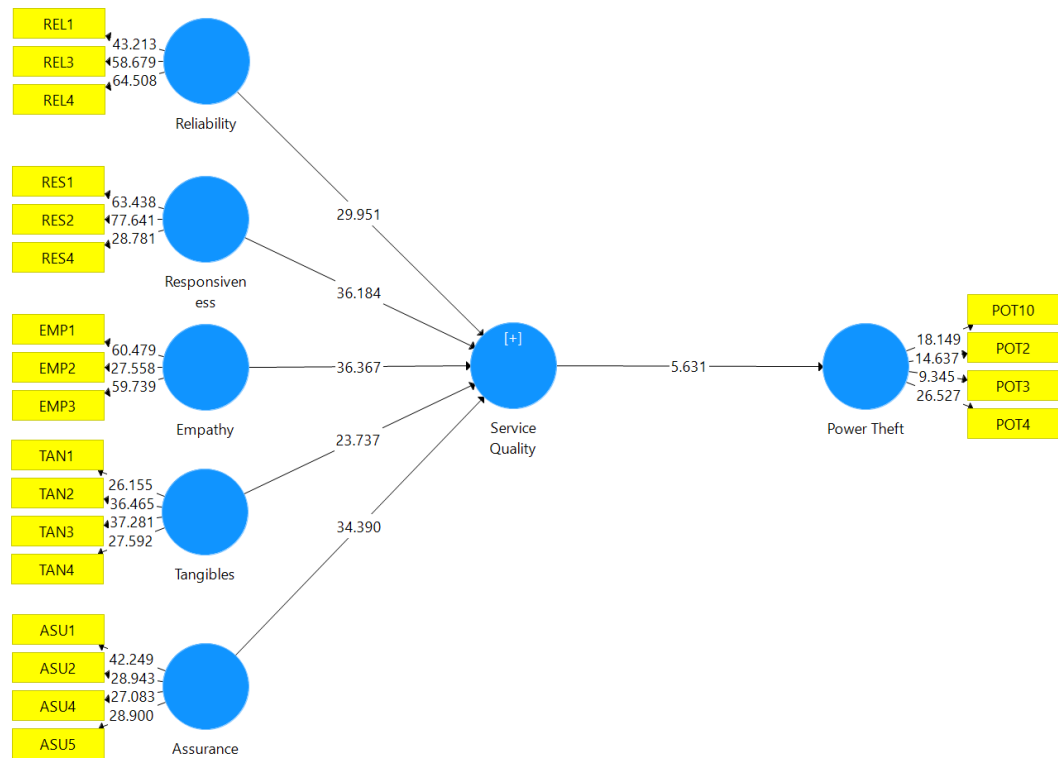 REL1
43.213
REL3
58.679
REL4
64.508
Reliability
RES1
63.438
RES2
77.641
RES4
28.781
Responsiven
ess
EMP1
60.479
EMP2
27.558
EMP3
59.739
Empathy
TAN1
26.155
TAN2
36.465
TAN3
37.281
TAN4
27.592
Tangibles
ASU1
42.249
ASU2
28.943
ASU4
27.083
ASU5
28.900
Assurance
29.951
36.184
36.367
23.737
34.390
[+]
Service
Quality
5.631
Power Theft
18.149
POT10
14.637
POT2
9.345
POT3
26.527
POT4